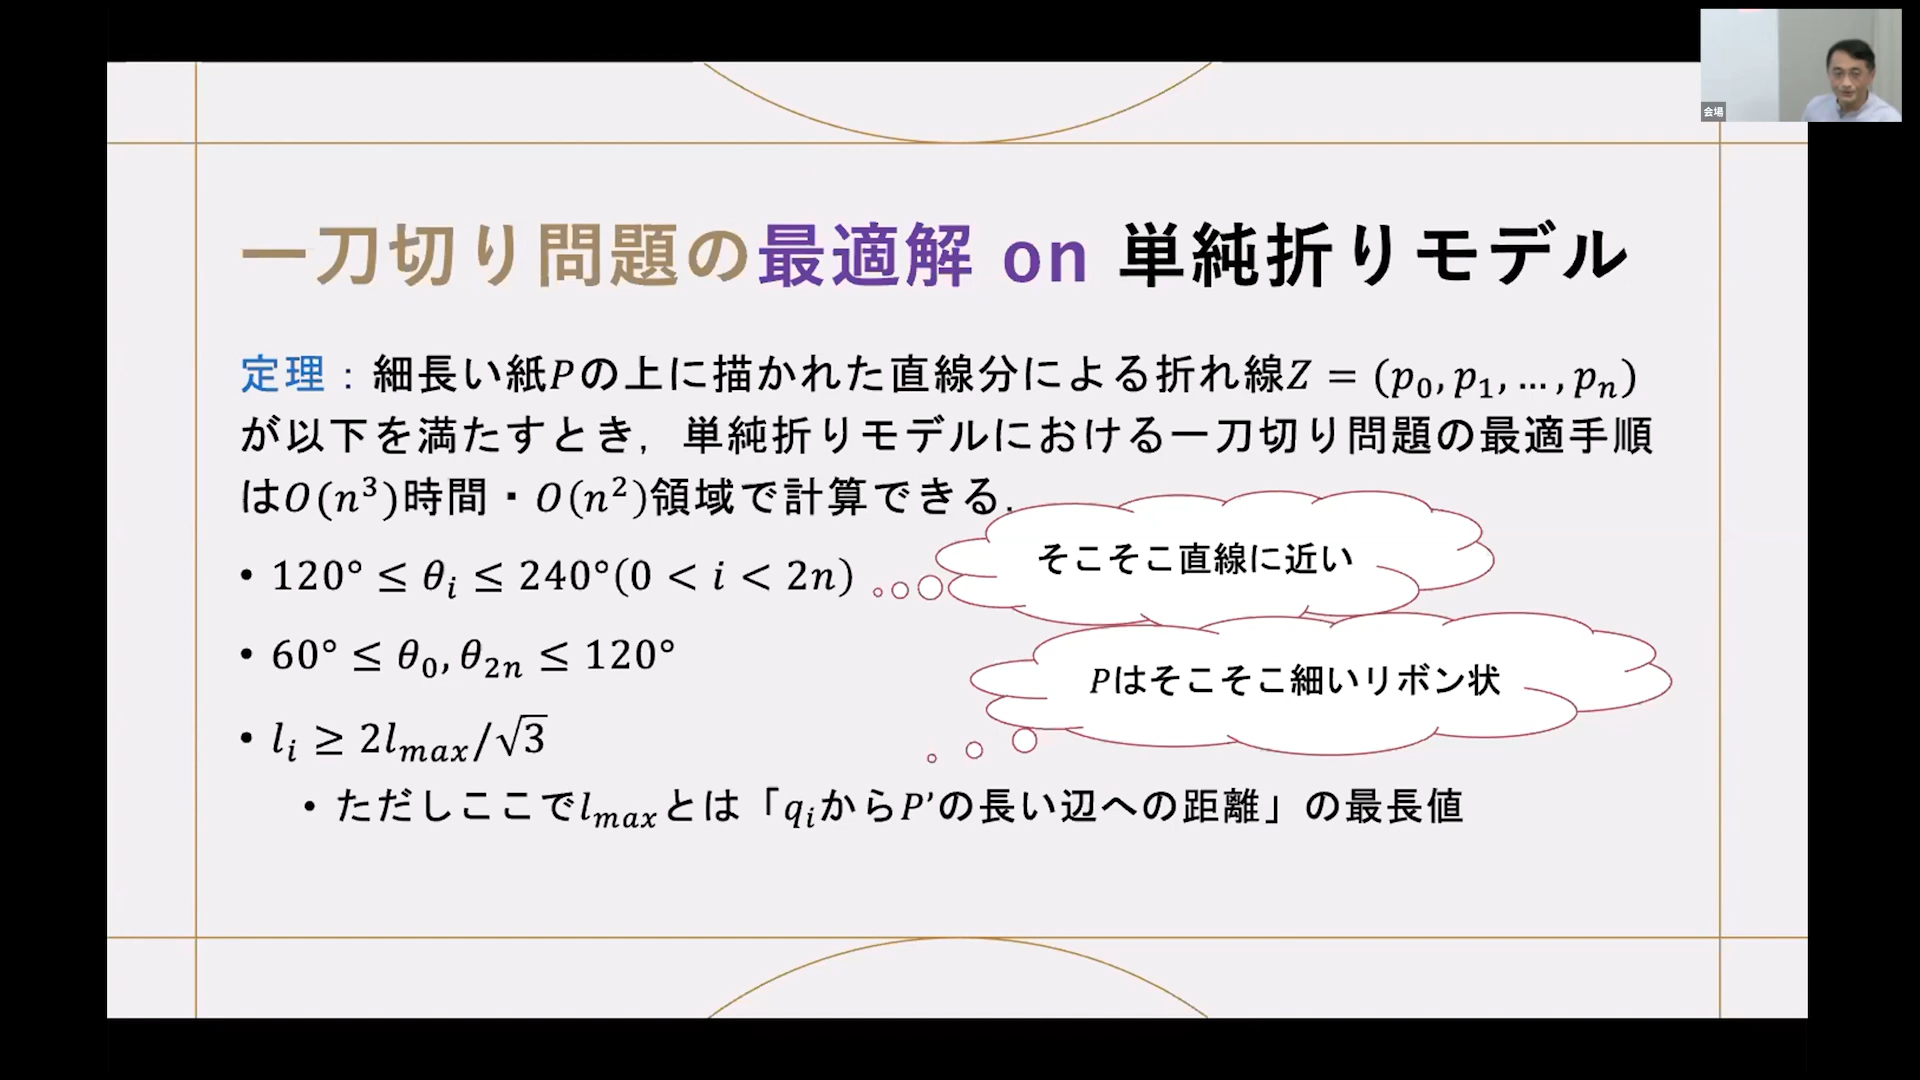 会場
一刀切り問題の最適解 on 単純折りモデル
定理：細長い紙Pの上に描かれた直線分による折れ線Z = (p₀, p₁, …, pₙ)
が以下を満たすとき，単純折りモデルにおける一刀切り問題の最適手順
はO(n³)時間・O(n²)領域で計算できる．
そこそこ直線に近い
• 120° ≤ θᵢ ≤ 240°(0 < i < 2n)
• 60° ≤ θ₀, θ₂ₙ ≤ 120°
Pはそこそこ細いリボン状
• lᵢ ≥ 2lₘₐₓ/√3
• ただしここでlₘₐₓとは「qᵢからP’の長い辺への距離」の最長値